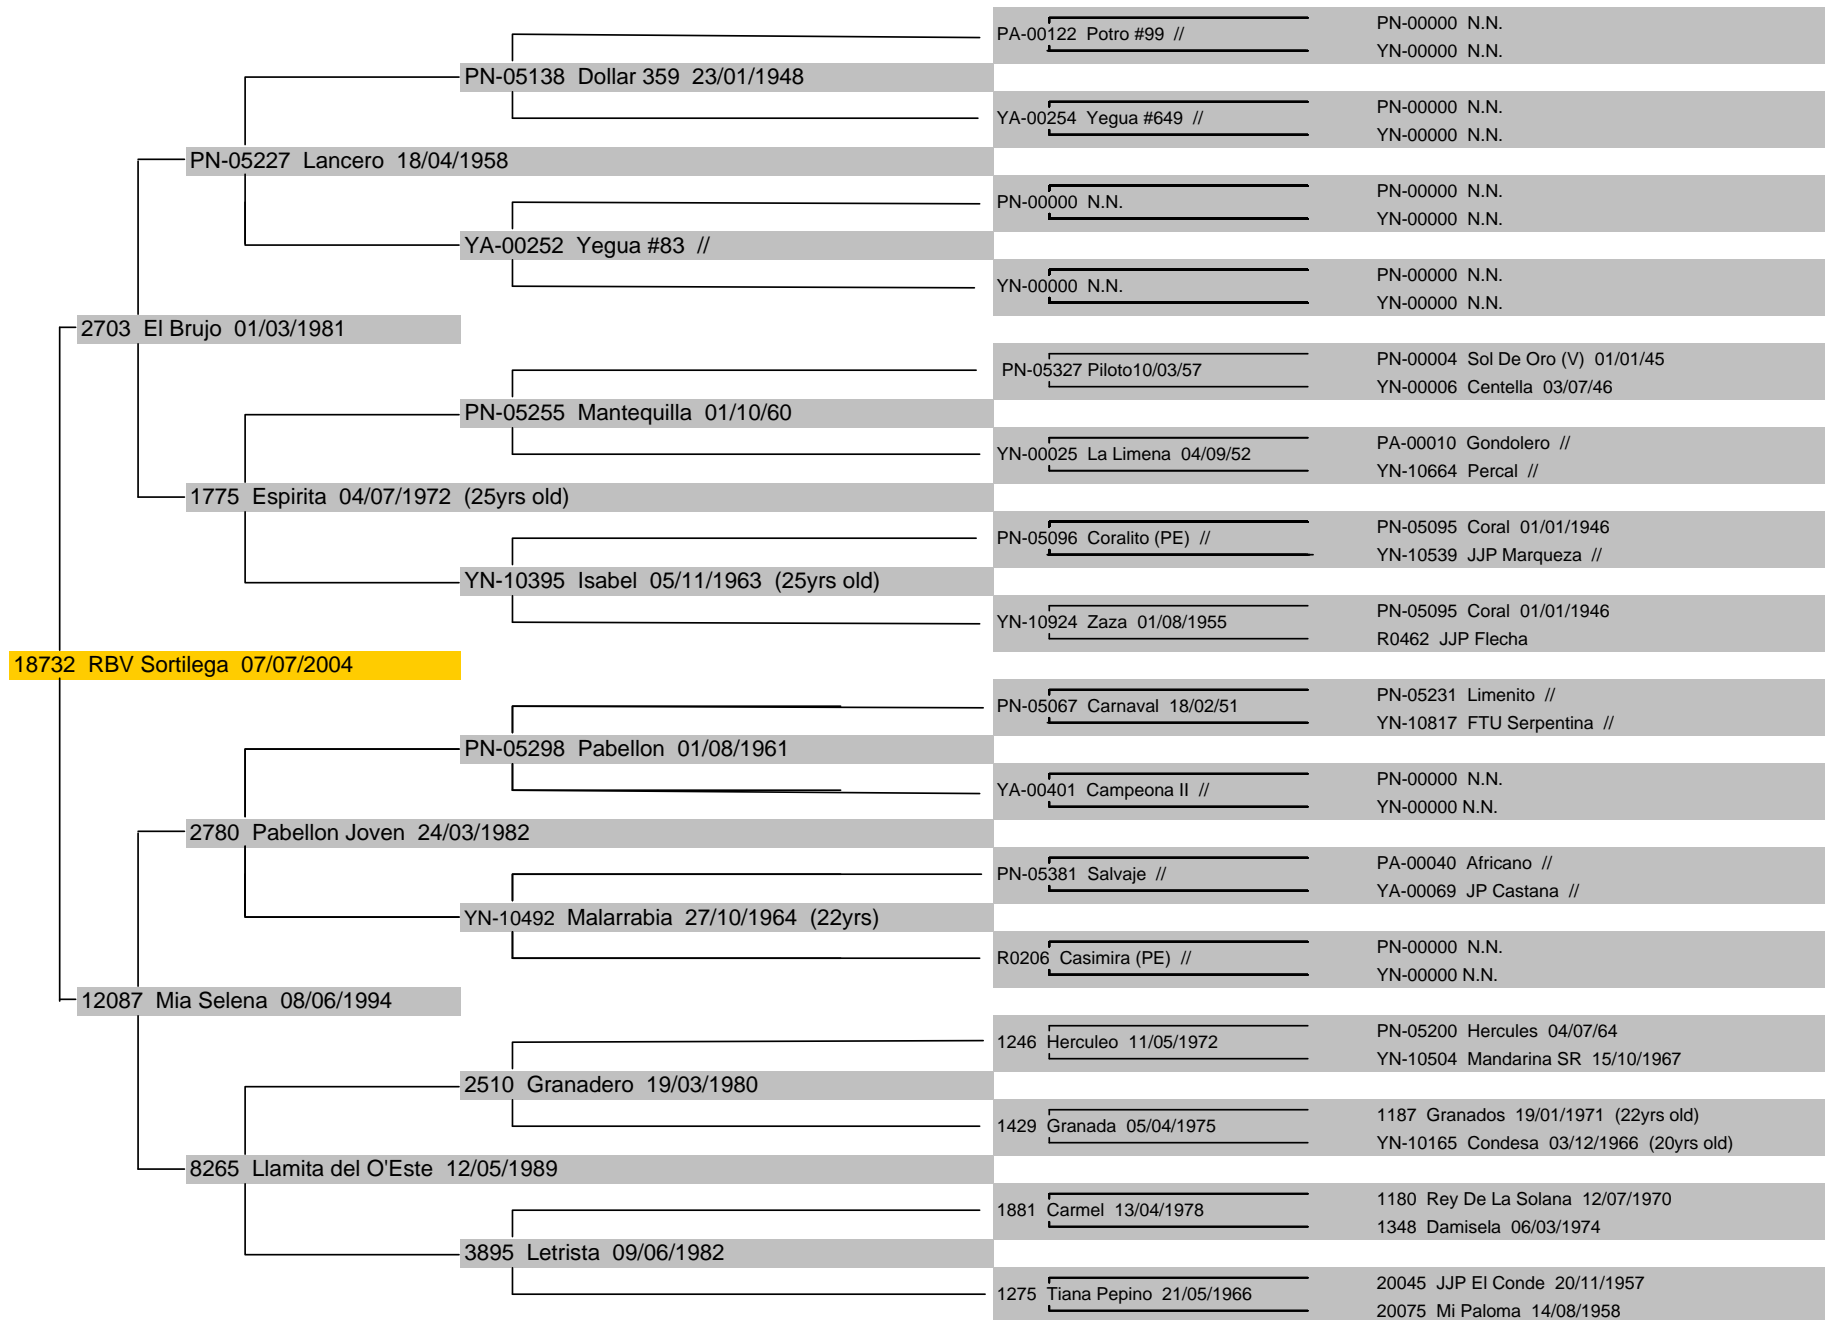 PA-00122 Potro #99 //
PN-00000 N.N.
YN-00000 N.N.
PN-05138 Dollar 359 23/01/1948
YA-00254 Yegua #649 //
PN-00000 N.N.
YN-00000 N.N.
PN-05227 Lancero 18/04/1958
PN-00000 N.N.
PN-00000 N.N.
YN-00000 N.N.
YA-00252 Yegua #83 //
YN-00000 N.N.
PN-00000 N.N.
YN-00000 N.N.
2703 El Brujo 01/03/1981
PN-05327 Piloto10/03/57
PN-00004 Sol De Oro (V) 01/01/45
YN-00006 Centella 03/07/46
PN-05255 Mantequilla 01/10/60
YN-00025 La Limena 04/09/52
PA-00010 Gondolero //
YN-10664 Percal //
1775 Espirita 04/07/1972 (25yrs old)
PN-05096 Coralito (PE) //
PN-05095 Coral 01/01/1946
YN-10539 JJP Marqueza //
YN-10395 Isabel 05/11/1963 (25yrs old)
YN-10924 Zaza 01/08/1955
PN-05095 Coral 01/01/1946
R0462 JJP Flecha
18732 RBV Sortilega 07/07/2004
PN-05067 Carnaval 18/02/51
PN-05231 Limenito //
YN-10817 FTU Serpentina //
PN-05298 Pabellon 01/08/1961
YA-00401 Campeona II //
PN-00000 N.N.
YN-00000 N.N.
2780 Pabellon Joven 24/03/1982
PN-05381 Salvaje //
PA-00040 Africano //
YA-00069 JP Castana //
YN-10492 Malarrabia 27/10/1964 (22yrs)
R0206 Casimira (PE) //
PN-00000 N.N.
YN-00000 N.N.
12087 Mia Selena 08/06/1994
1246 Herculeo 11/05/1972
PN-05200 Hercules 04/07/64
YN-10504 Mandarina SR 15/10/1967
2510 Granadero 19/03/1980
1429 Granada 05/04/1975
1187 Granados 19/01/1971 (22yrs old)
YN-10165 Condesa 03/12/1966 (20yrs old)
8265 Llamita del O'Este 12/05/1989
1881 Carmel 13/04/1978
1180 Rey De La Solana 12/07/1970
1348 Damisela 06/03/1974
3895 Letrista 09/06/1982
1275 Tiana Pepino 21/05/1966
20045 JJP El Conde 20/11/1957
20075 Mi Paloma 14/08/1958